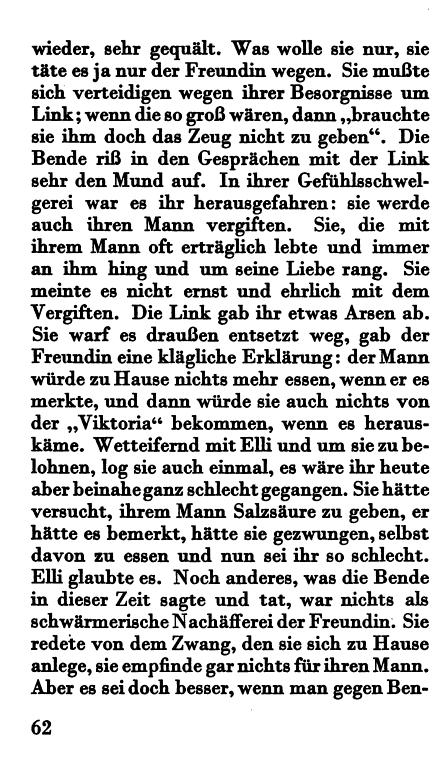 wieder, sehr gequält. Was wolle sie nur, sie
täte es ja nur der Freundin wegen. Sie mußte
sich verteidigen wegen ihrer Besorgnisse um
Link; wenn die so groß wären, dann „brauchte
sie ihm doch das Zeug nicht zu geben“. Die
Bende riß in den Gesprächen mit der Link
sehr den Mund auf. In ihrer Gefühlsschwel-
gerei war es ihr herausgefahren: sie werde
auch ihren Mann vergiften. Sie, die mit
ihrem Mann oft erträglich lebte und immer
an ihm hing und um seine Liebe rang. Sie
meinte es nicht ernst und ehrlich mit dem
Vergiften. Die Link gab ihr etwas Arsen ab.
Sie warf es draußen entsetzt weg, gab der
Freundin eine klägliche Erklärung: der Mann
würde zu Hause nichts mehr essen, wenn er es
merkte, und dann würde sie auch nichts von
der „Viktoria“ bekommen, wenn es heraus-
käme. Wetteifernd mit Elli und um sie zu be-
lohnen, log sie auch einmal, es wäre ihr heute
aber beinahe ganz schlecht gegangen. Sie hätte
versucht, ihrem Mann Salzsäure zu geben, er
hätte es bemerkt, hätte sie gezwungen, selbst
davon zu essen und nun sei ihr so schlecht.
Elli glaubte es. Noch anderes, was die Bende
in dieser Zeit sagte und tat, war nichts als
schwärmerische Nachäfferei der Freundin. Sie
redete von dem Zwang, den sie sich zu Hause
anlege, sie empfinde gar nichts für ihren Mann.
Aber es sei doch besser, wenn man gegen Ben-
62